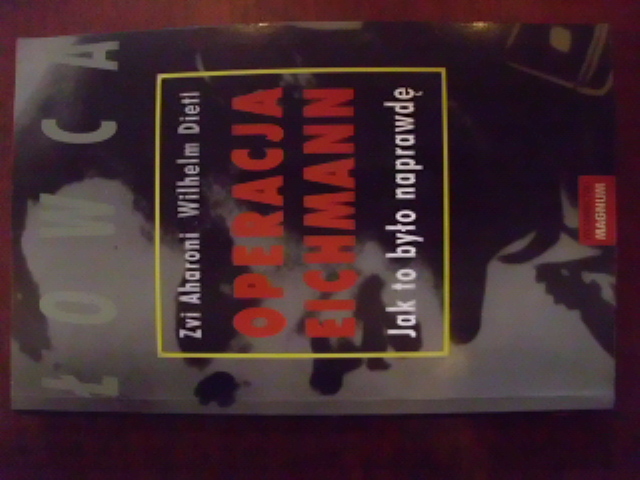 ŁOWCA
Zvi Aharoni Wilhelm Dietl
OPERACJA
EICHMANN
Jak to było naprawdę
MAGNUM